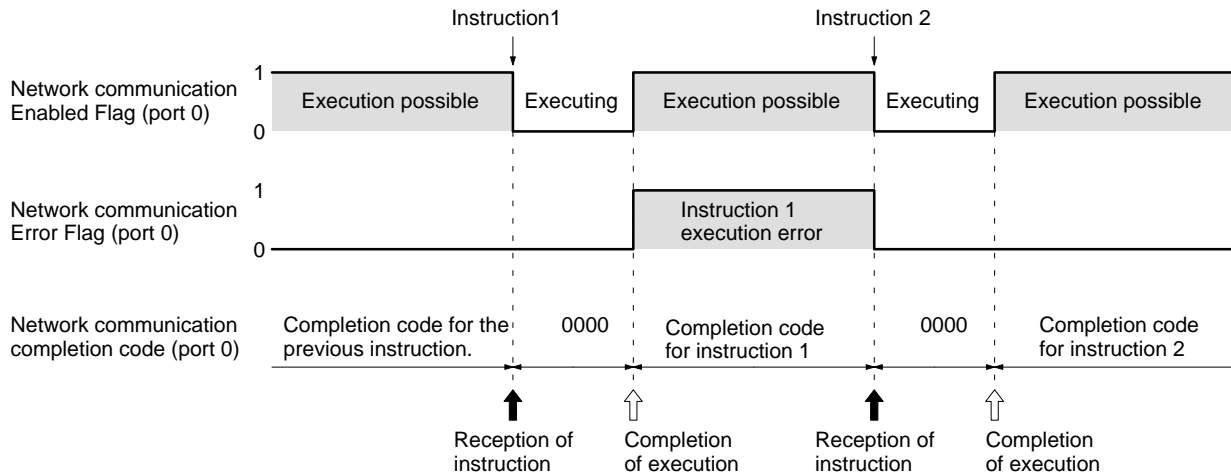 Instruction1
Instruction 2
Network communication
Enabled Flag (port 0)
1
0
Execution possible
Executing
Execution possible
Executing
Execution possible
Network communication
Error Flag (port 0)
1
0
Instruction 1
execution error
Network communication
completion code (port 0)
Completion code for the
previous instruction.
0000
Completion code
for instruction 1
0000
Completion code
for instruction 2
Reception of
instruction
Completion
of execution
Reception of
instruction
Completion
of execution